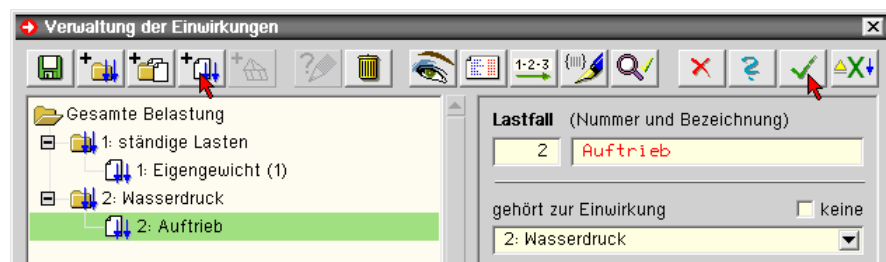 Verwaltung der Einwirkungen
1-2-3
Gesamte Belastung
1: ständige Lasten
1: Eigengewicht (1)
2: Wasserdruck
2: Auftrieb
Lastfall (Nummer und Bezeichnung)
2 Auftrieb
gehört zur Einwirkung keine
2: Wasserdruck